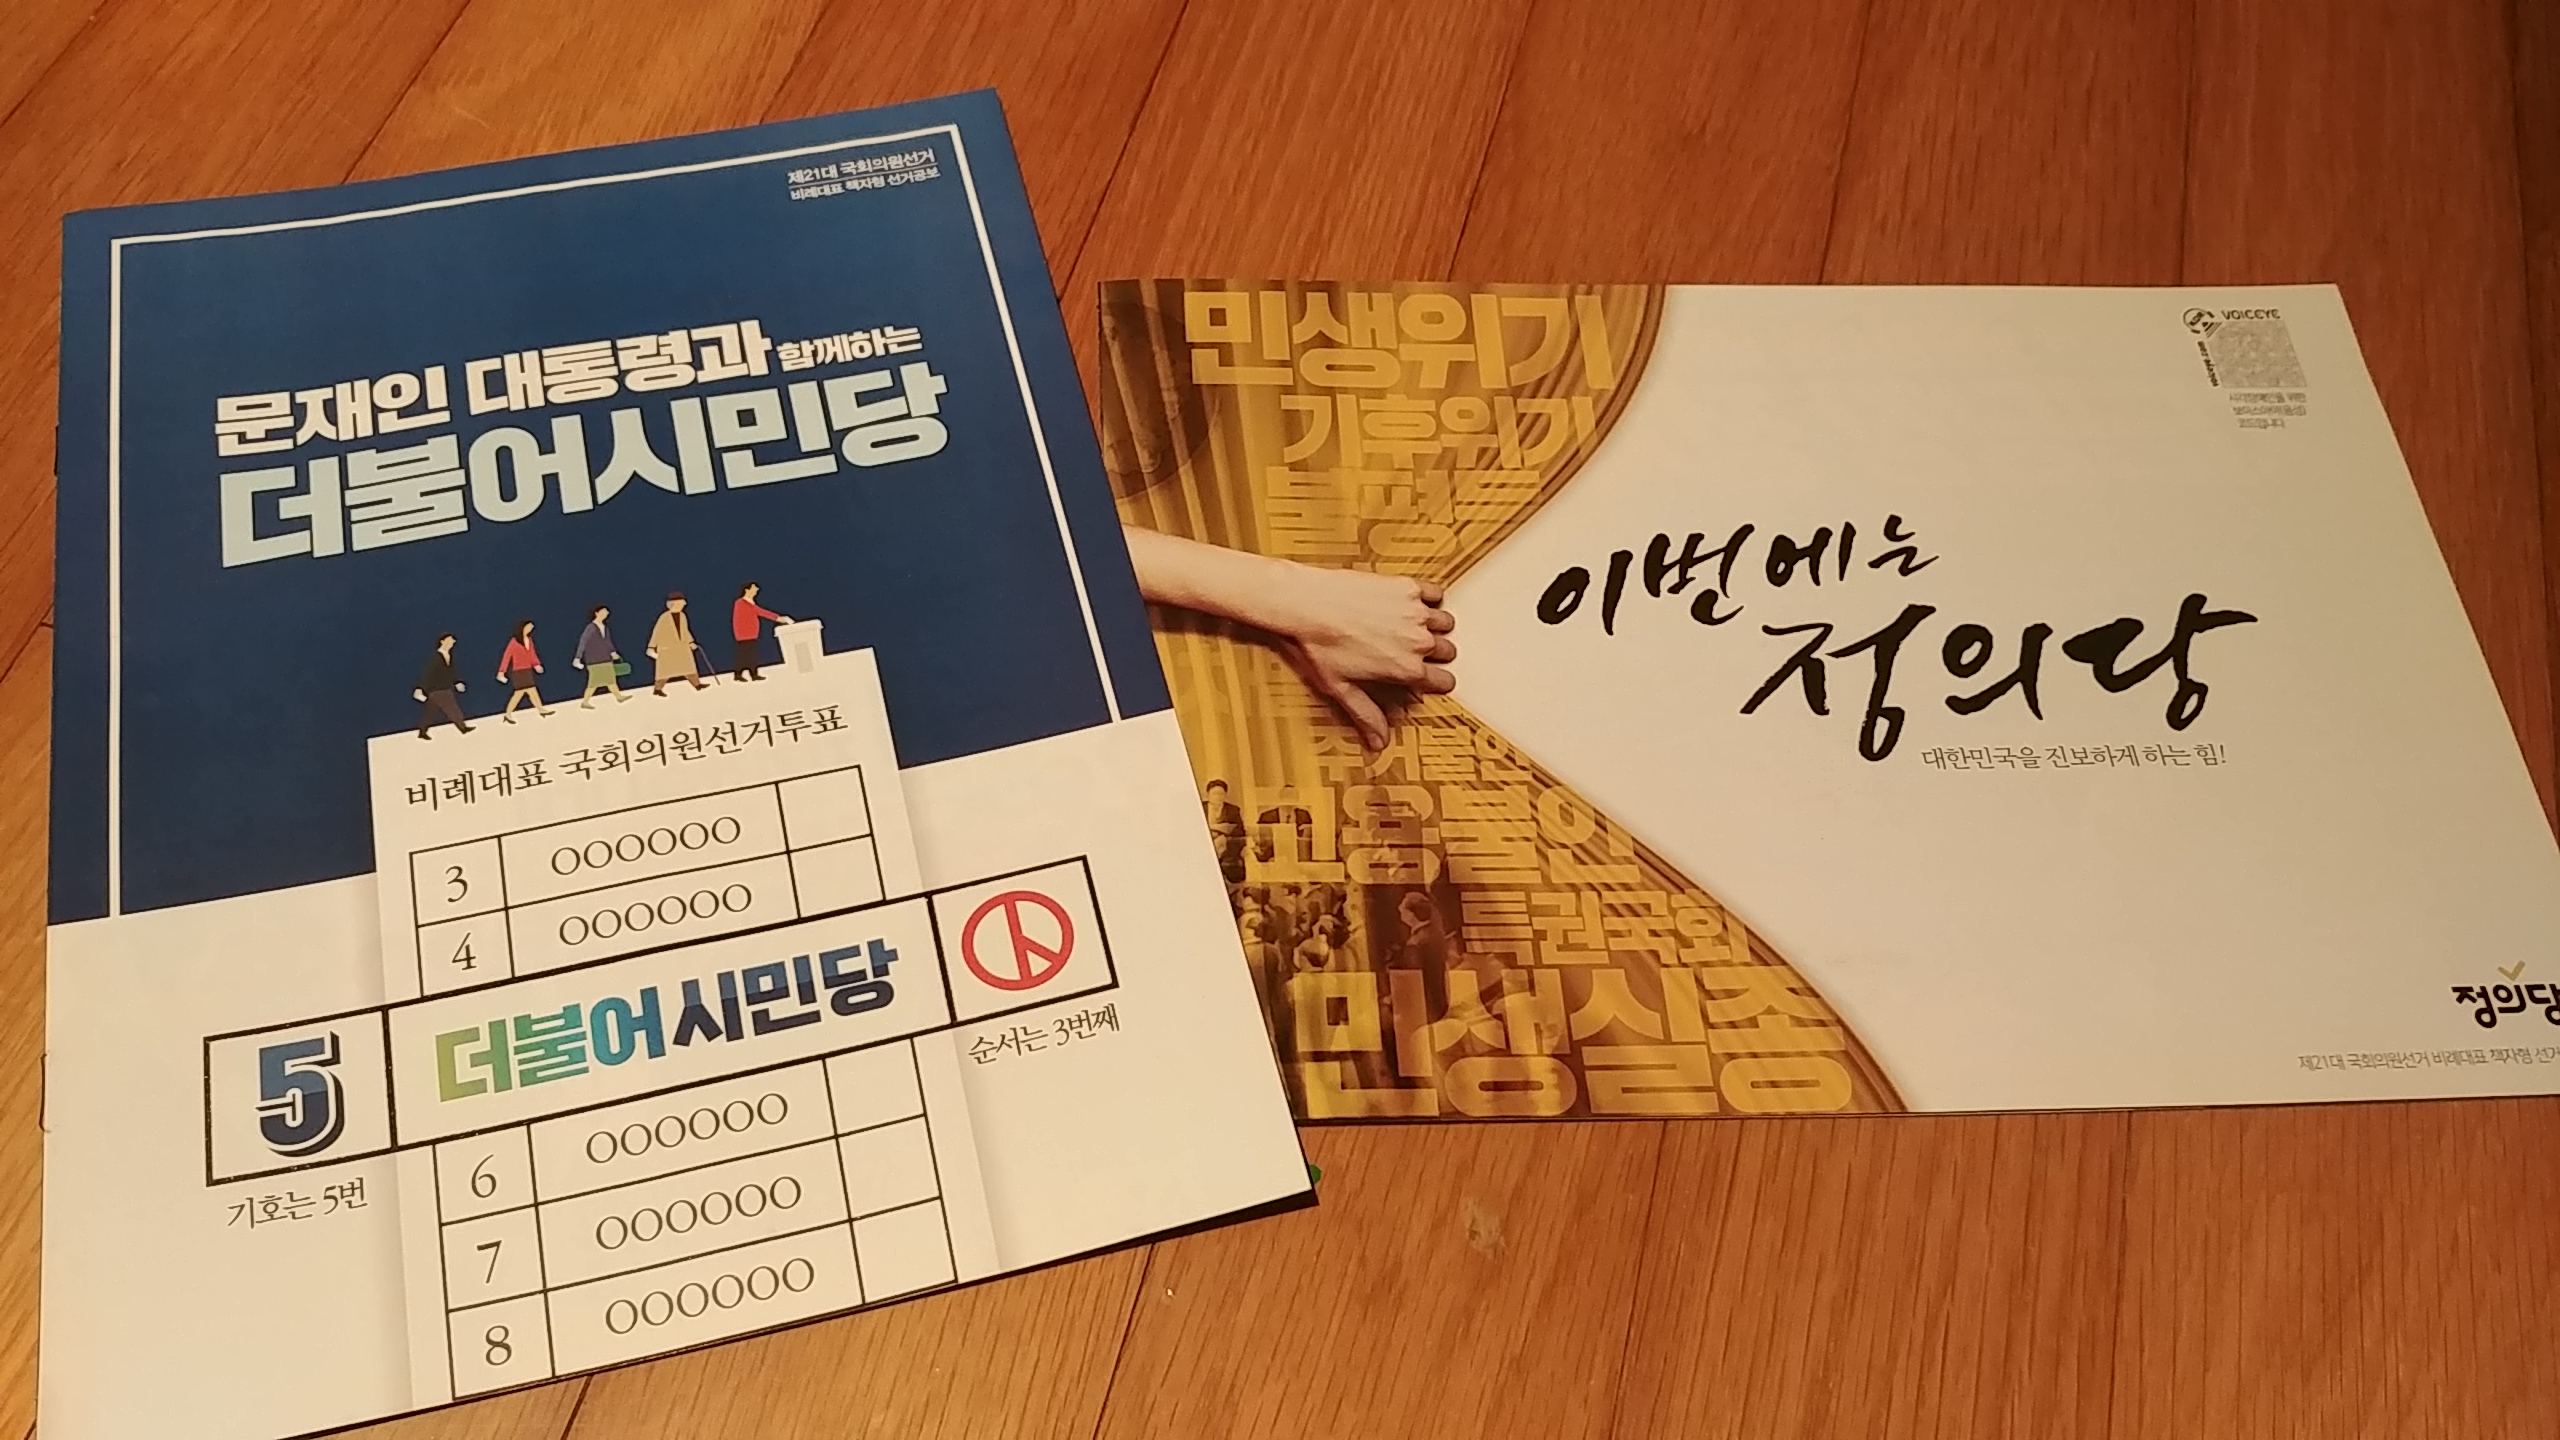 제21대 국회의원선거
비례대표 책자형 선거공보
문재인 대통령과 함께하는
더불어시민당
비례대표 국회의원선거투표
3 OOOOOO
4 OOOOOO
5 더불어시민당
기호는 5번
순서는 3번째
6 OOOOOO
7 OOOOOO
8 OOOOOO
민생위기
기후위기
불평등
주거불안
고용불안
특권국회
민생실종
VOICEYE
이번에는
정의당
대한민국을 진보하게 하는 힘!
정의당
제21대 국회의원선거 비례대표 책자형 선거